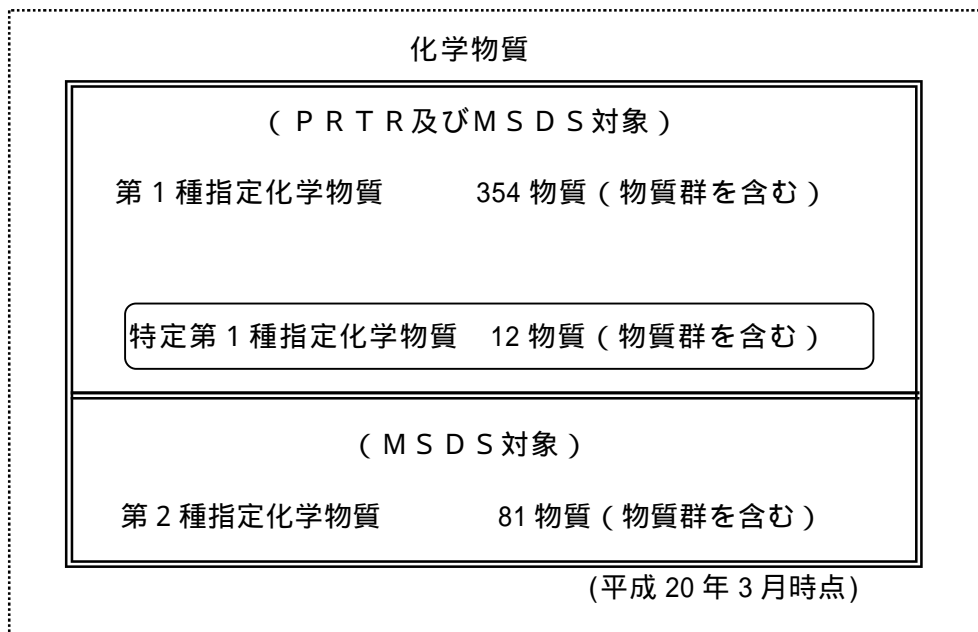 化学物質
（ＰＲＴＲ及びＭＳＤＳ対象）
第１種指定化学物質　354 物質（物質群を含む）
特定第１種指定化学物質　12 物質（物質群を含む）
（ＭＳＤＳ対象）
第２種指定化学物質　81 物質（物質群を含む）
(平成 20 年 3 月時点)